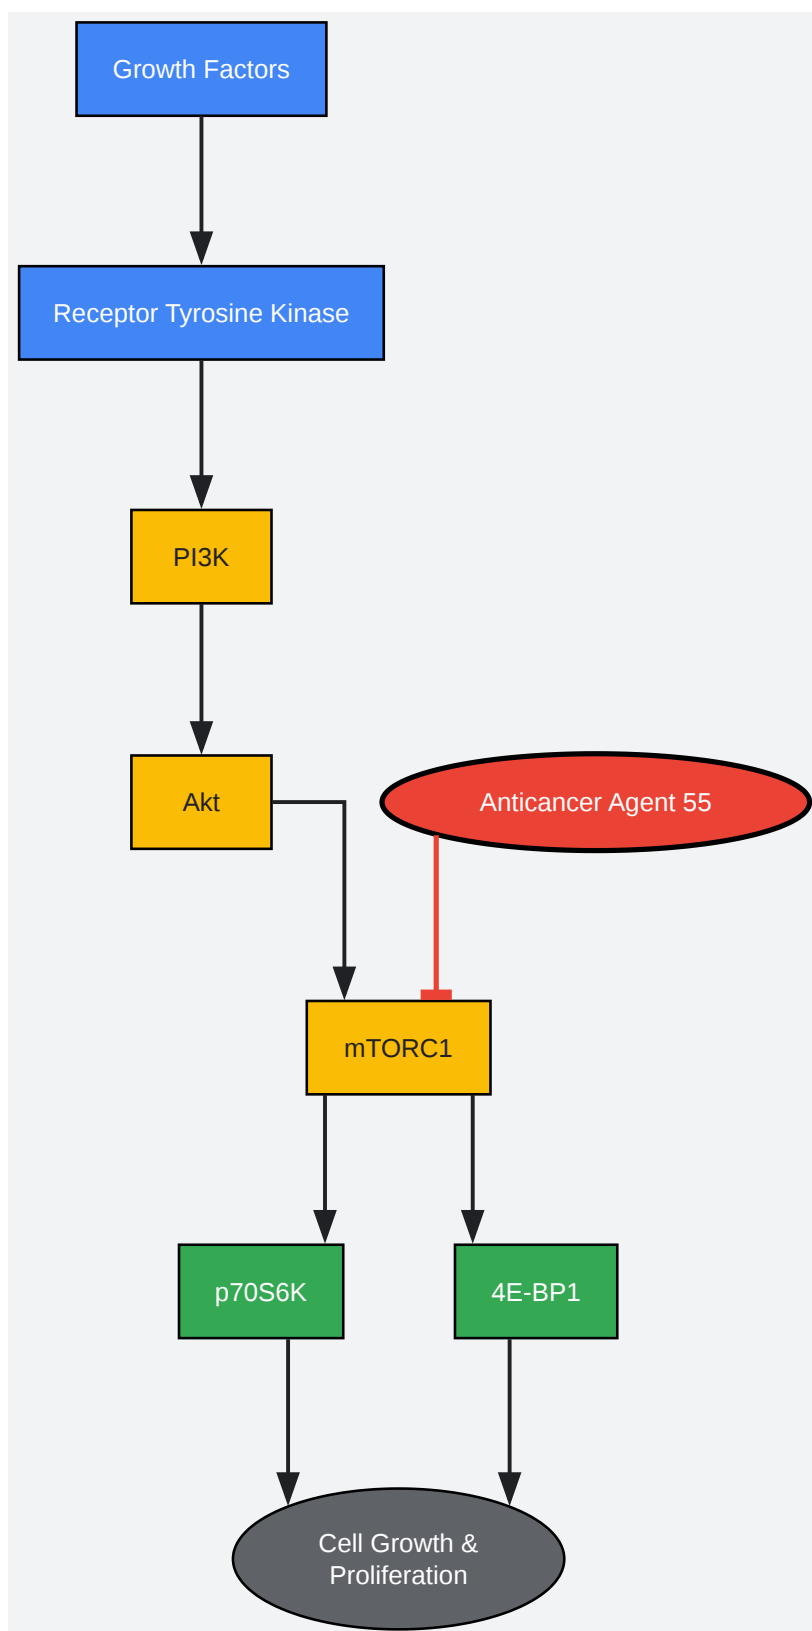 Growth Factors
Receptor Tyrosine Kinase
PI3K
Akt
Anticancer Agent 55
mTORC1
p70S6K
4E-BP1
Cell Growth &
Proliferation